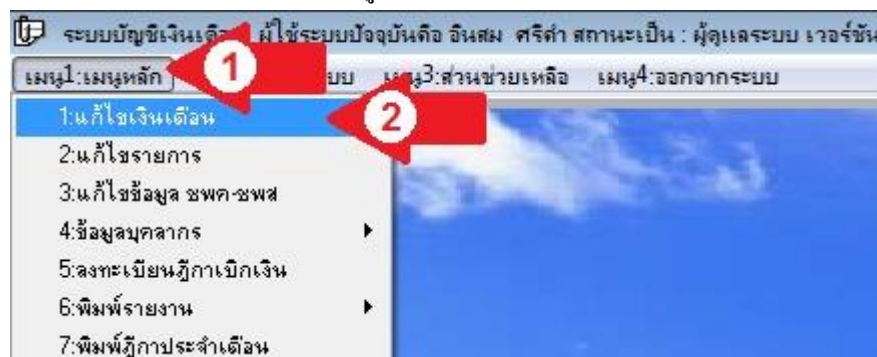 ระบบบัญชีเงินเดือน ผู้ใช้ระบบปัจจุบันคือ อินสม ศรีคำ สถานะเป็น : ผู้ดูแลระบบ เวอร์ชัน
เมนู1:เมนูหลัก 1 บบ เมนู3:ส่วนช่วยเหลือ เมนู4:ออกจากระบบ
1:แก้ไขเงินเดือน 2
2:แก้ไขรายการ
3:แก้ไขข้อมูล ชพค-ชพส
4:ข้อมูลบุคลากร
5:ลงทะเบียนฎีกาเบิกเงิน
6:พิมพ์รายงาน
7:พิมพ์ฎีกาประจำเดือน